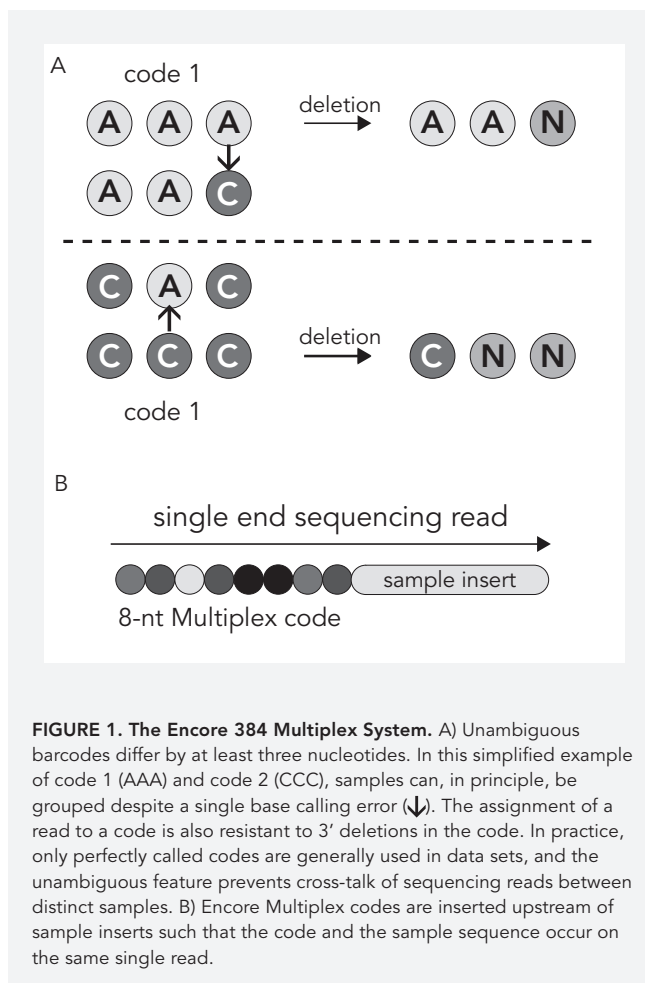 A
code 1
A A A deletion A A N
A A C
C A C
C C C deletion C N N
code 1
B
single end sequencing read
sample insert
8-nt Multiplex code
FIGURE 1. The Encore 384 Multiplex System. A) Unambiguous
barcodes differ by at least three nucleotides. In this simplified example
of code 1 (AAA) and code 2 (CCC), samples can, in principle, be
grouped despite a single base calling error (↓). The assignment of a
read to a code is also resistant to 3’ deletions in the code. In practice,
only perfectly called codes are generally used in data sets, and the
unambiguous feature prevents cross-talk of sequencing reads between
distinct samples. B) Encore Multiplex codes are inserted upstream of
sample inserts such that the code and the sample sequence occur on
the same single read.